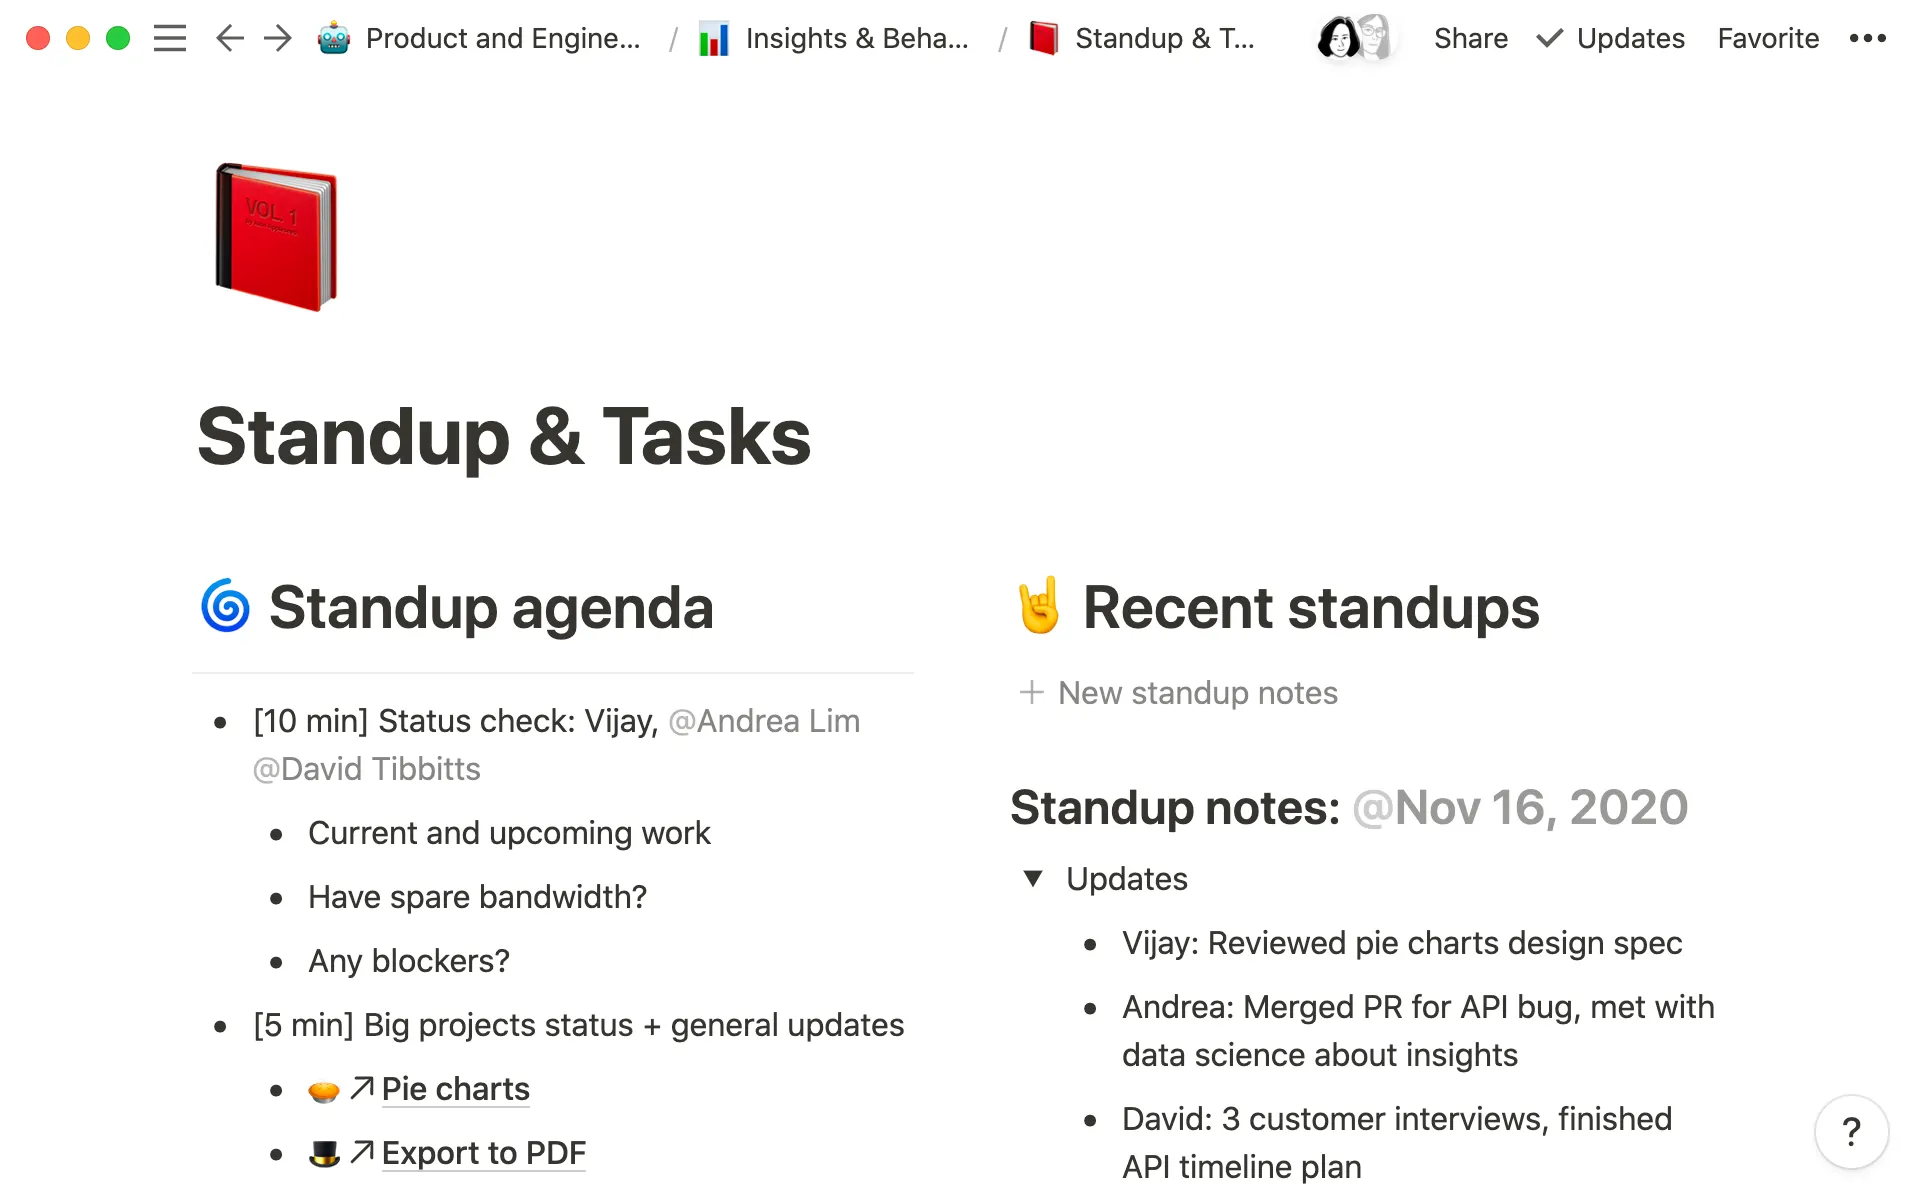 Product and Engine... / Insights & Beha... / Standup & T... Share Updates Favorite
VOL. 1
Standup & Tasks
Standup agenda
[10 min] Status check: Vijay, @Andrea Lim
@David Tibbitts
Current and upcoming work
Have spare bandwidth?
Any blockers?
[5 min] Big projects status + general updates
Pie charts
Export to PDF
Recent standups
New standup notes
Standup notes: @Nov 16, 2020
Updates
Vijay: Reviewed pie charts design spec
Andrea: Merged PR for API bug, met with
data science about insights
David: 3 customer interviews, finished
API timeline plan
?